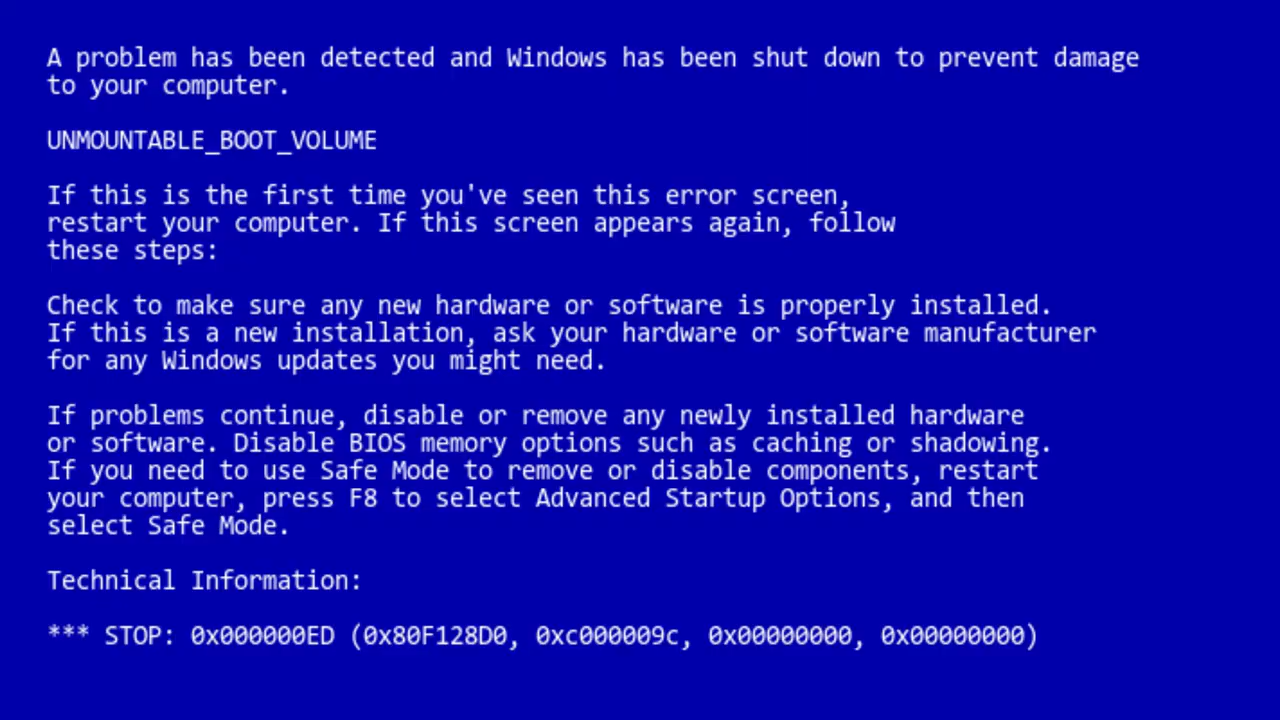 A problem has been detected and Windows has been shut down to prevent damage
to your computer.
UNMOUNTABLE_BOOT_VOLUME
If this is the first time you've seen this error screen,
restart your computer. If this screen appears again, follow
these steps:
Check to make sure any new hardware or software is properly installed.
If this is a new installation, ask your hardware or software manufacturer
for any Windows updates you might need.
If problems continue, disable or remove any newly installed hardware
or software. Disable BIOS memory options such as caching or shadowing.
If you need to use Safe Mode to remove or disable components, restart
your computer, press F8 to select Advanced Startup Options, and then
select Safe Mode.
Technical Information:
*** STOP: 0x000000ED (0x80F128D0, 0xc000009c, 0x00000000, 0x00000000)